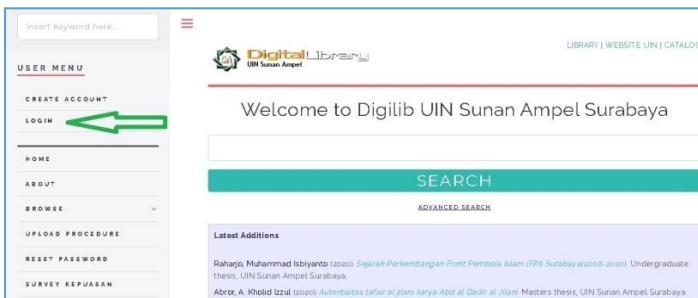 Insert keyword here...
USER MENU
CREATE ACCOUNT
LOGIN
HOME
ABOUT
BROWSE
UPLOAD PROCEDURE
RESET PASSWORD
SURVEY KEPUASAN
Digital Library
UIN Sunan Ampel
LIBRARY | WEBSITE UIN | CATALOG
Welcome to Digilib UIN Sunan Ampel Surabaya
SEARCH
ADVANCED SEARCH
Latest Additions
Raharjo, Muhammad Isbiyanto (2020) Sejarah Perkembangan Front Pembela Islam (FPI) Surabaya(2008-2020). Undergraduate
thesis, UIN Sunan Ampel Surabaya.
Abror, A. Kholid Izzul (2020) Autentisitas tafsir al jilani karya Abd al Qadir al Jilani. Masters thesis, UIN Sunan Ampel Surabaya.